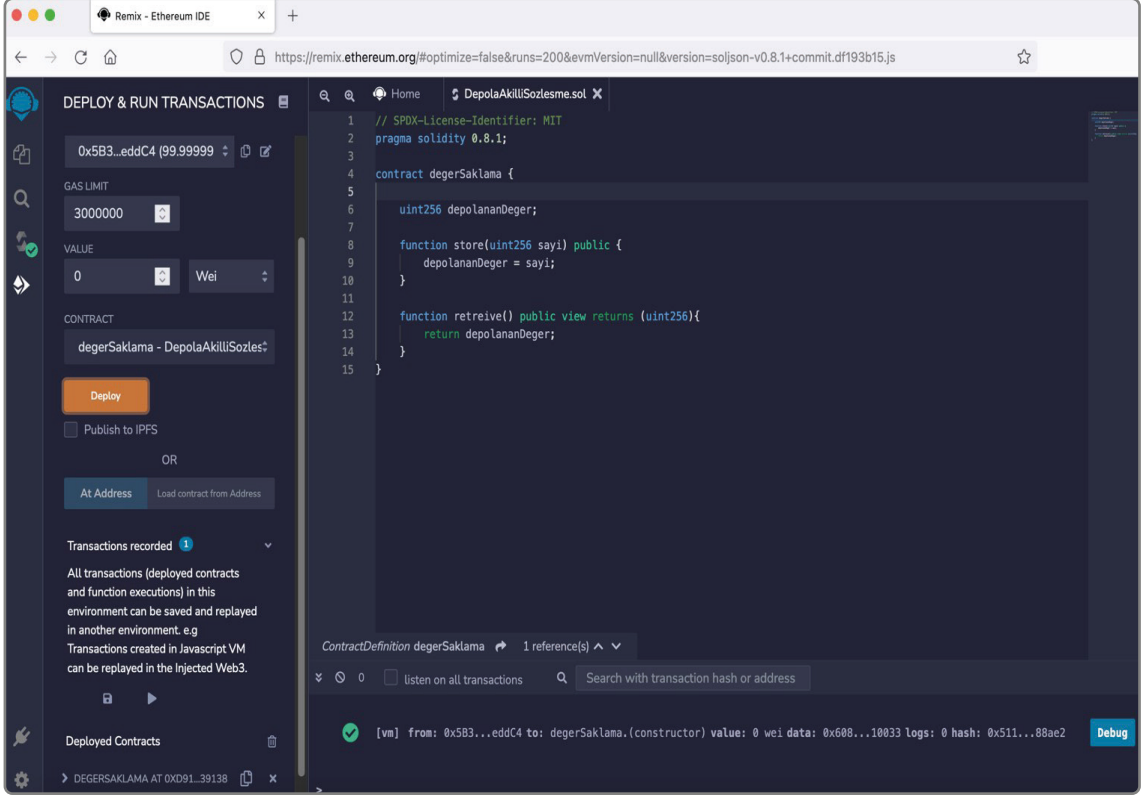 Remix - Ethereum IDE
https://remix.ethereum.org/#optimize=false&runs=200&evmVersion=null&version=soljson-v0.8.1+commit.df193b15.js
DEPLOY & RUN TRANSACTIONS
0x5B3...eddC4 (99.99999
GAS LIMIT
3000000
VALUE
0
Wei
CONTRACT
degerSaklama - DepolaAkilliSozles
Deploy
Publish to IPFS
OR
At Address
Load contract from Address
Transactions recorded 1
All transactions (deployed contracts
and function executions) in this
environment can be saved and replayed
in another environment. e.g
Transactions created in Javascript VM
can be replayed in the Injected Web3.
Deployed Contracts
DEGERSAKLAMA AT 0XD91...39138
Home
DepolaAkilliSozlesme.sol
1 // SPDX-License-Identifier: MIT
2 pragma solidity 0.8.1;
3
4 contract degerSaklama {
5
6 uint256 depolananDeger;
7
8 function store(uint256 sayi) public {
9 depolananDeger = sayi;
10 }
11
12 function retreive() public view returns (uint256){
13 return depolananDeger;
14 }
15 }
ContractDefinition degerSaklama 1 reference(s)
0 listen on all transactions
Search with transaction hash or address
[vm] from: 0x5B3...eddC4 to: degerSaklama.(constructor) value: 0 wei data: 0x608...10033 logs: 0 hash: 0x511...88ae2
Debug
>